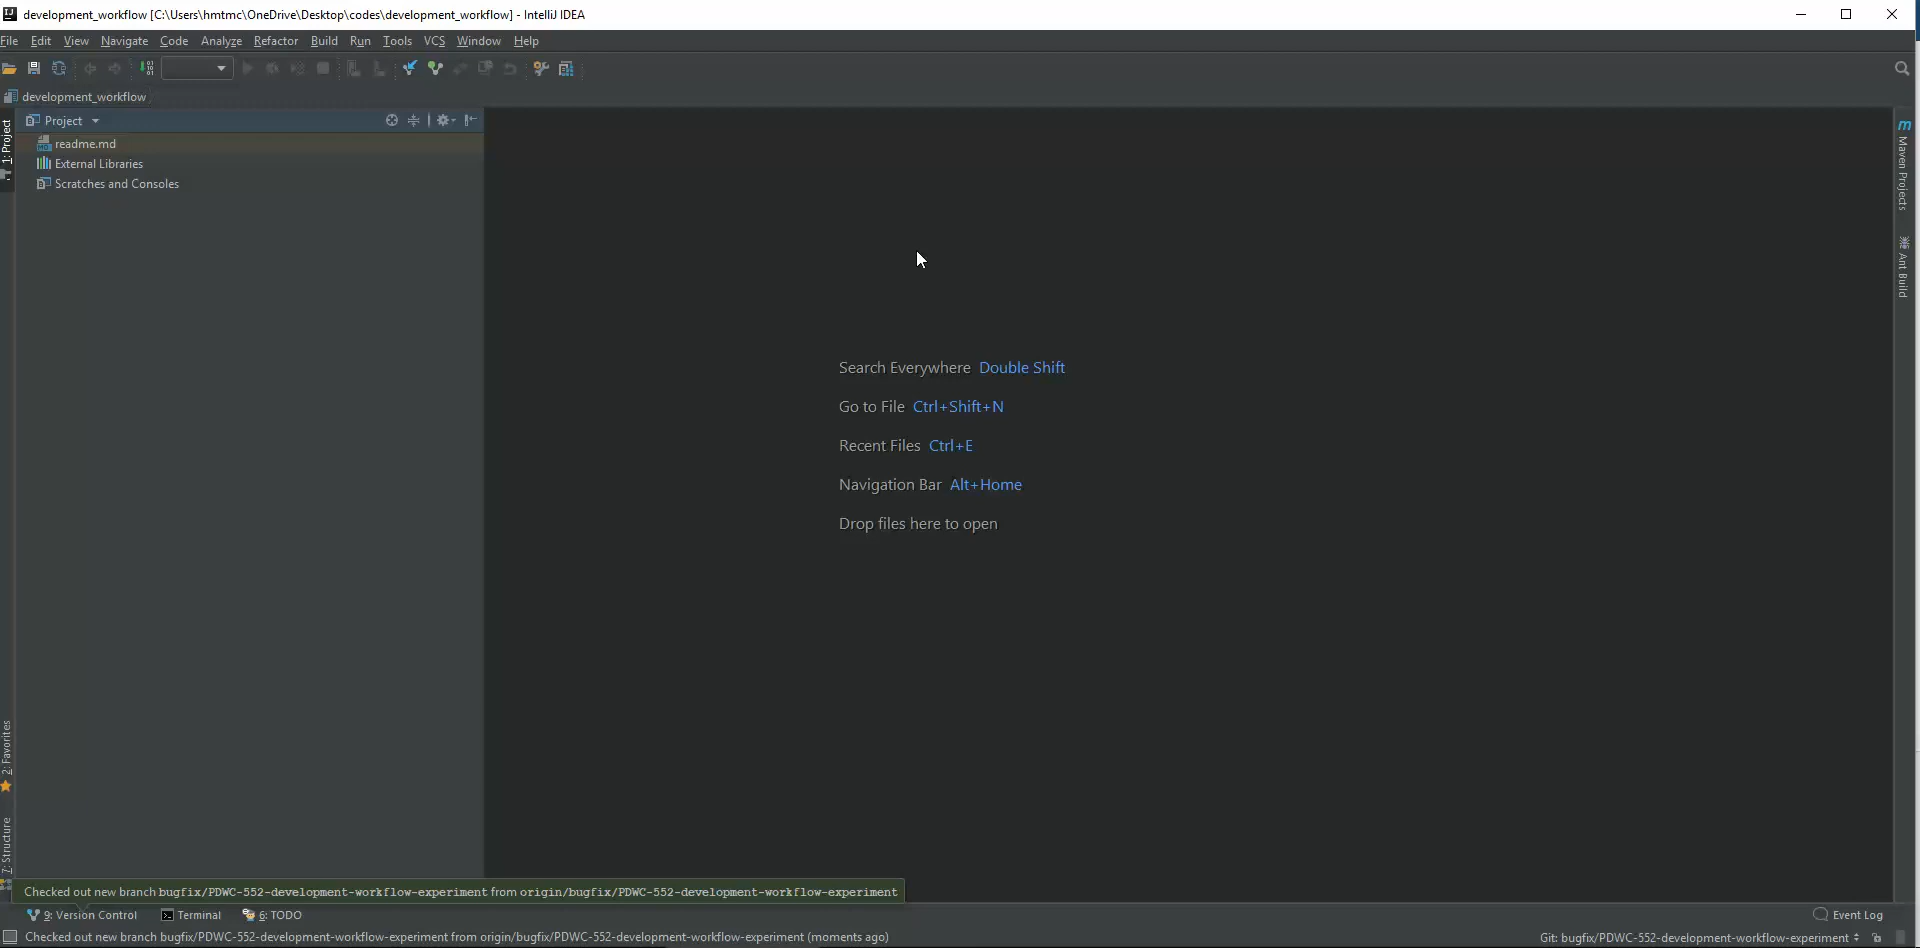 development_workflow [C:\Users\hmtmc\OneDrive\Desktop\codes\development_workflow] - IntelliJ IDEA
File Edit View Navigate Code Analyze Refactor Build Run Tools VCS Window Help
development_workflow
Project
readme.md
External Libraries
Scratches and Consoles
1: Project
2: Favorites
7: Structure
Search Everywhere Double Shift
Go to File Ctrl+Shift+N
Recent Files Ctrl+E
Navigation Bar Alt+Home
Drop files here to open
Maven Projects
Ant Build
Checked out new branch bugfix/PDWC-552-development-workflow-experiment from origin/bugfix/PDWC-552-development-workflow-experiment
9: Version Control Terminal 6: TODO Event Log
Checked out new branch bugfix/PDWC-552-development-workflow-experiment from origin/bugfix/PDWC-552-development-workflow-experiment (moments ago) Git: bugfix/PDWC-552-development-workflow-experiment